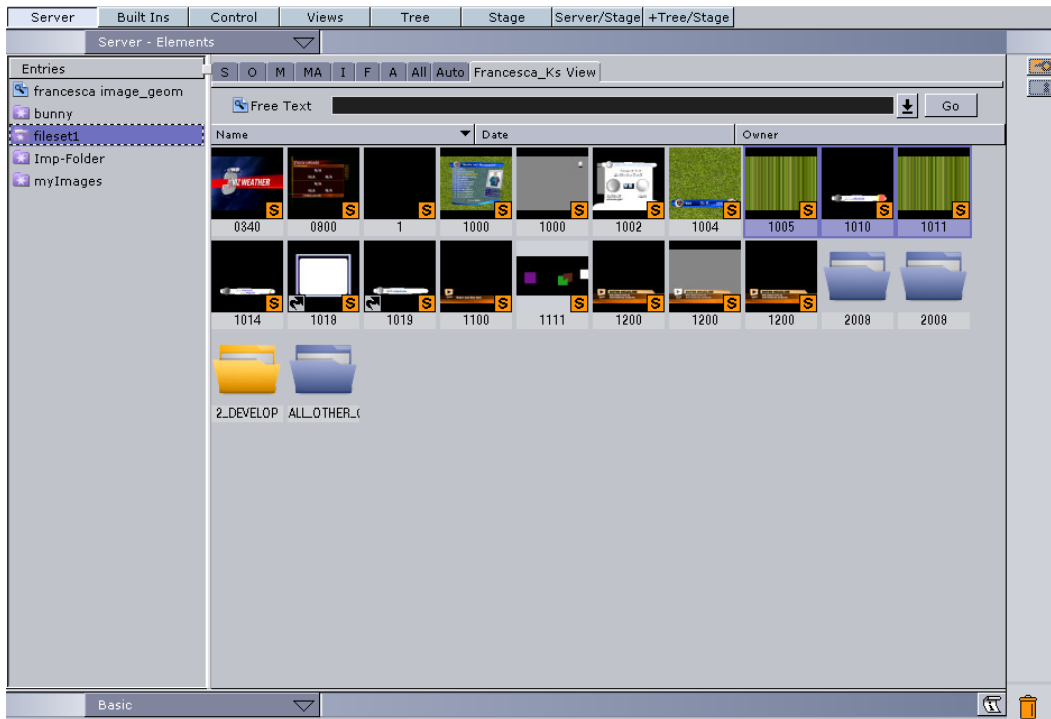 Server Built Ins Control Views Tree Stage Server/Stage +Tree/Stage
Server - Elements
Entries
francesca image_geom
bunny
fileset1
Imp-Folder
myImages
S O M MA I F A All Auto Francesca_Ks View
Free Text Go
Name Date Owner
VIZ WEATHER
S S S S S S S S S S
0340 0800 1 1000 1000 1002 1004 1005 1010 1011
S S S S S S S S
1014 1018 1019 1100 1111 1200 1200 1200 2008 2008
2_DEVELOP ALL_OTHER_(
Basic